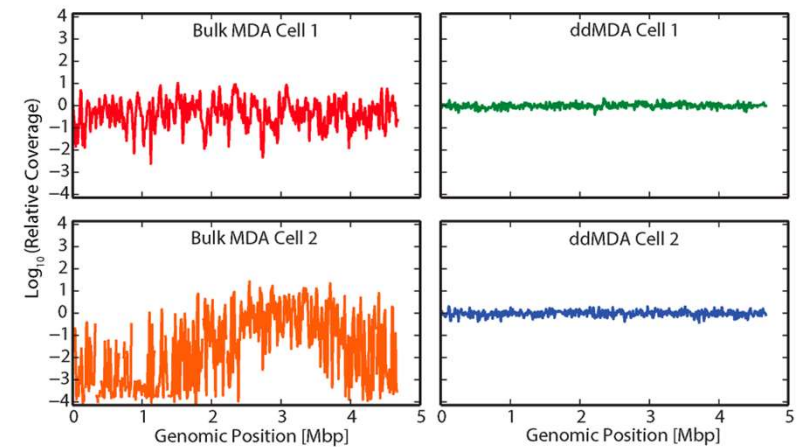 Log₁₀ (Relative Coverage)
Bulk MDA Cell 1
4
3
2
1
0
−1
−2
−3
−4
ddMDA Cell 1
Bulk MDA Cell 2
4
3
2
1
0
−1
−2
−3
−4
ddMDA Cell 2
0 1 2 3 4 5
Genomic Position [Mbp]
0 1 2 3 4 5
Genomic Position [Mbp]